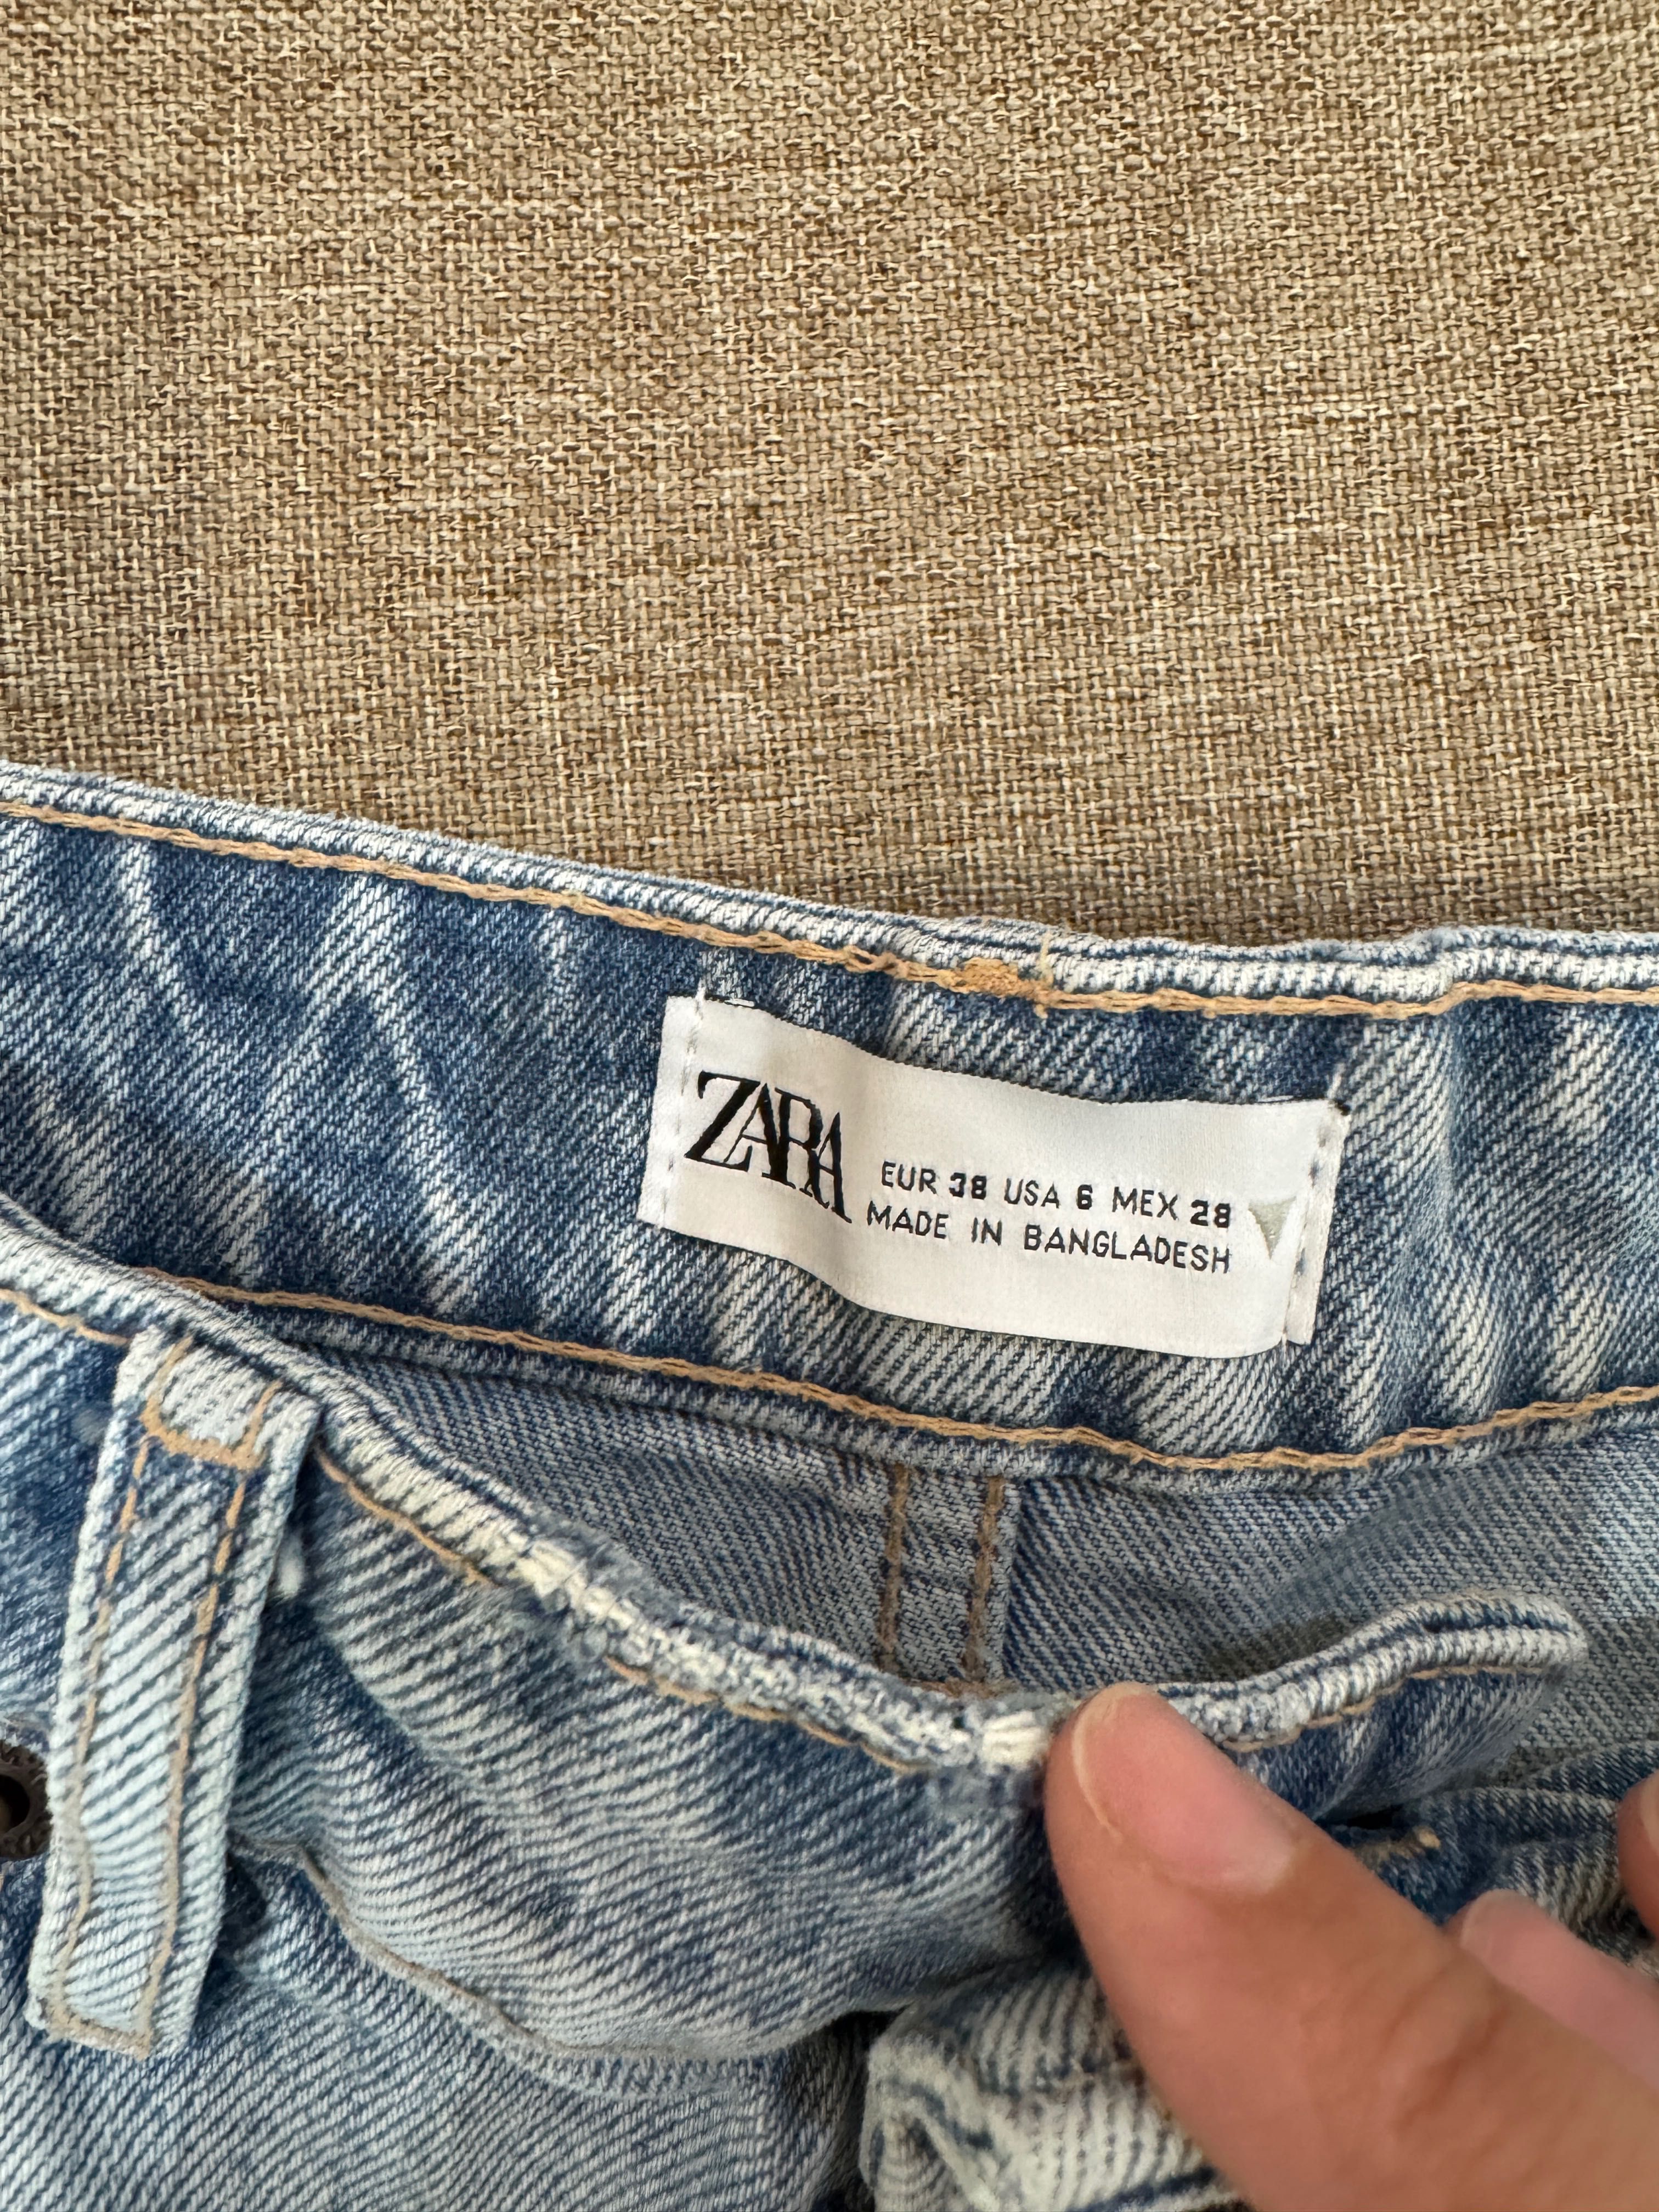 ZARA
EUR 38 USA 6 MEX 28
MADE IN BANGLADESH